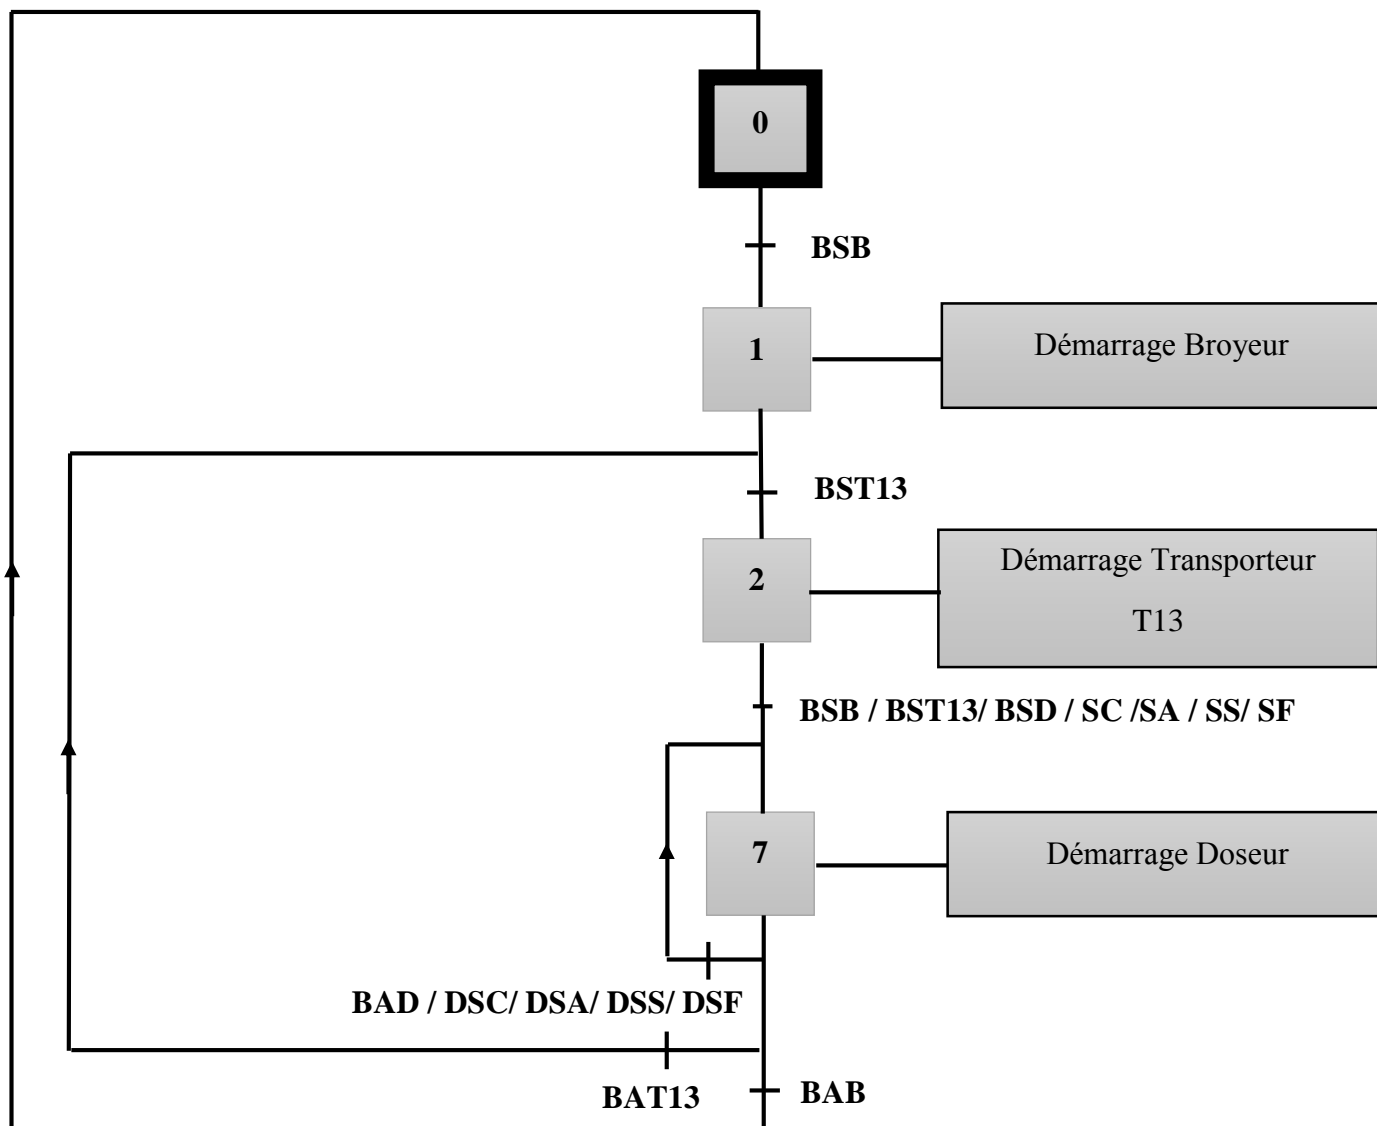 0
BSB
1
Démarrage Broyeur
BST13
2
Démarrage Transporteur
T13
BSB / BST13/ BSD / SC /SA / SS/ SF
7
Démarrage Doseur
BAD / DSC/ DSA/ DSS/ DSF
BAT13
BAB